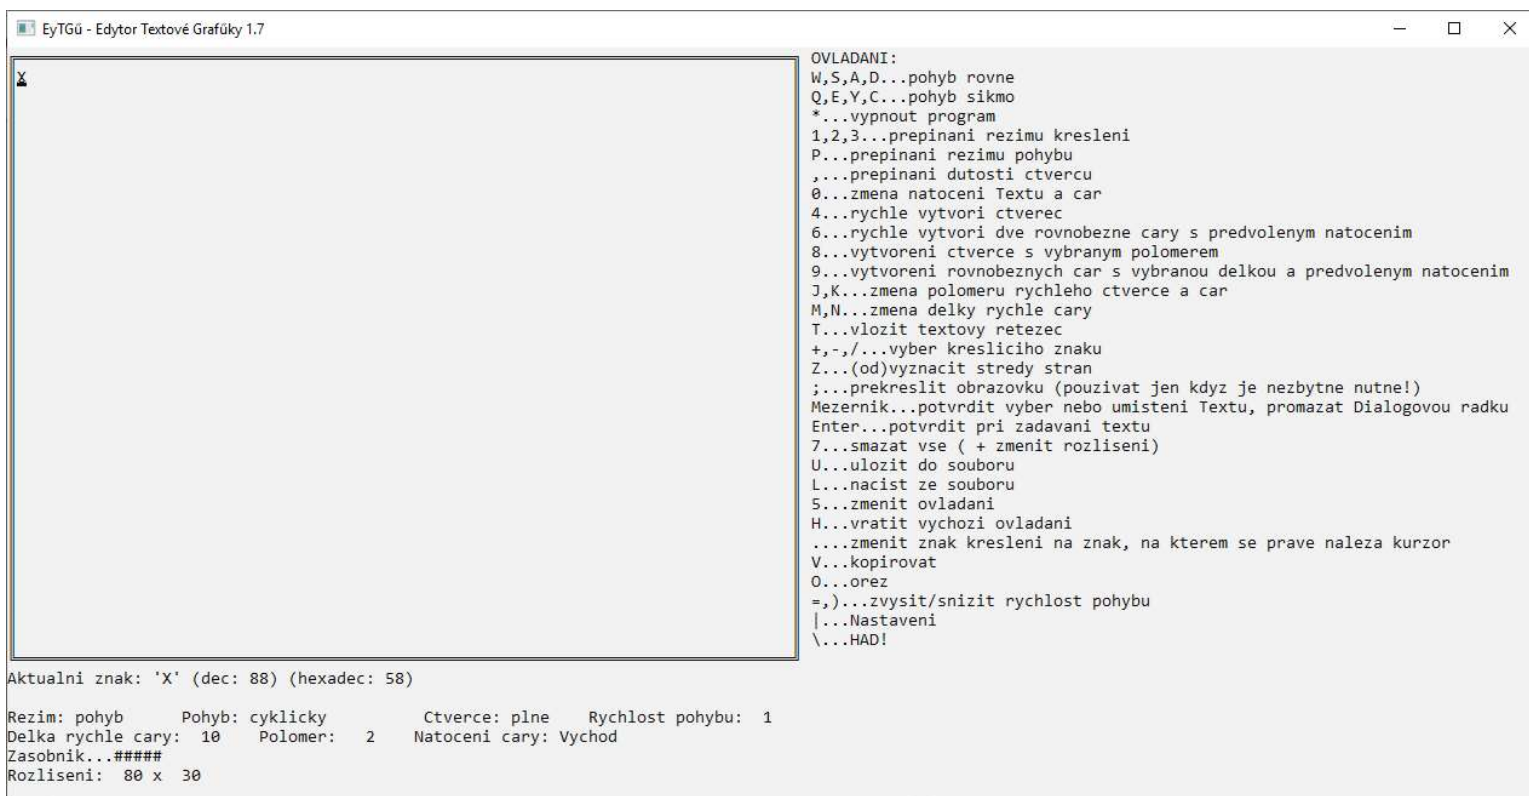 EyTGű - Edytor Textové Grafűky 1.7
X
OVLADANI:
W,S,A,D...pohyb rovne
Q,E,Y,C...pohyb sikmo
*...vypnout program
1,2,3...prepinani rezimu kresleni
P...prepinani rezimu pohybu
,...prepinani dutosti ctvercu
0...zmena natoceni Textu a car
4...rychle vytvori ctverec
6...rychle vytvori dve rovnobezne cary s predvolenym natocenim
8...vytvoreni ctverce s vybranym polomerem
9...vytvoreni rovnobeznych car s vybranou delkou a predvolenym natocenim
J,K...zmena polomeru rychleho ctverce a car
M,N...zmena delky rychle cary
T...vlozit textovy retezec
+,-,/...vyber kresliciho znaku
Z...(od)vyznacit stredy stran
;...prekreslit obrazovku (pouzivat jen kdyz je nezbytne nutne!)
Mezernik...potvrdit vyber nebo umisteni Textu, promazat Dialogovou radku
Enter...potvrdit pri zadavani textu
7...smazat vse ( + zmenit rozliseni)
U...ulozit do souboru
L...nacist ze souboru
5...zmenit ovladani
H...vratit vychozi ovladani
....zmenit znak kresleni na znak, na kterem se prave naleza kurzor
V...kopirovat
O...orez
=,)...zvysit/snizit rychlost pohybu
|...Nastaveni
\...HAD!
Aktualni znak: 'X' (dec: 88) (hexadec: 58)
Rezim: pohyb Pohyb: cyklicky Ctverce: plne Rychlost pohybu: 1
Delka rychle cary: 10 Polomer: 2 Natoceni cary: Vychod
Zasobnik...#####
Rozliseni: 80 x 30